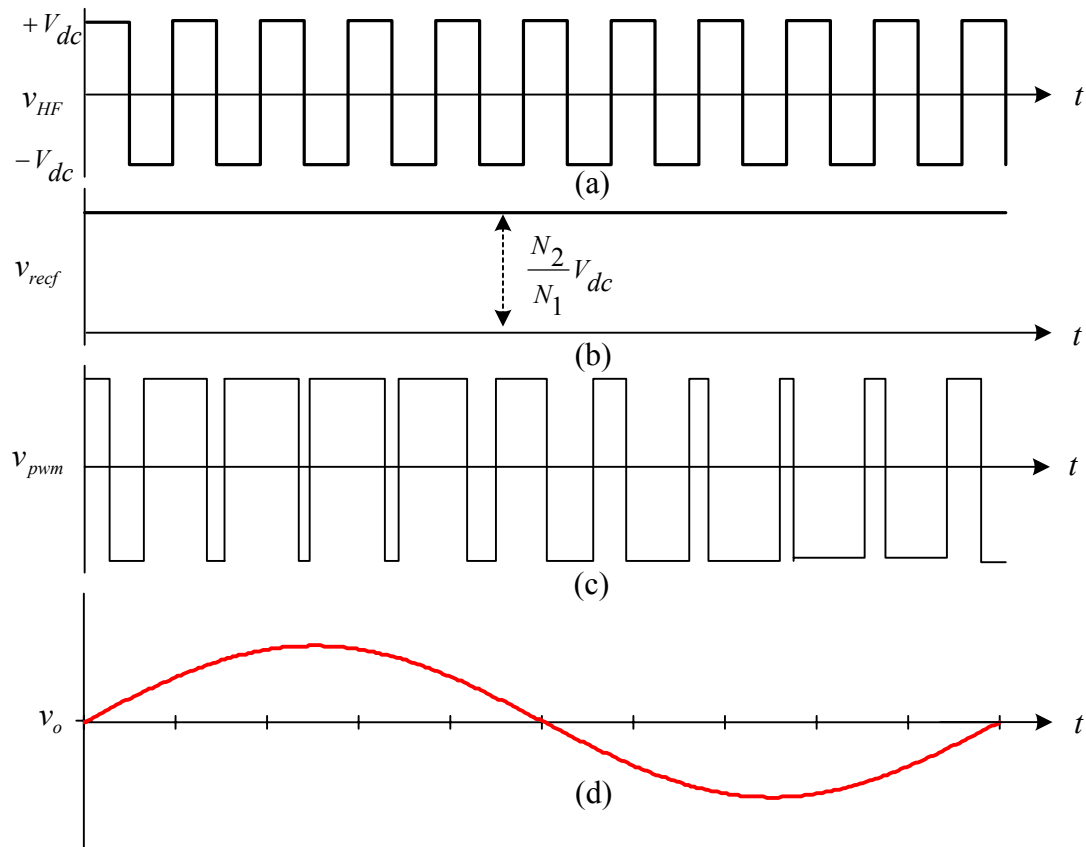 +V_dc
v_HF
t
−V_dc
(a)
v_recf
N_2
N_1
V_dc
t
(b)
v_pwm
t
(c)
v_o
t
(d)